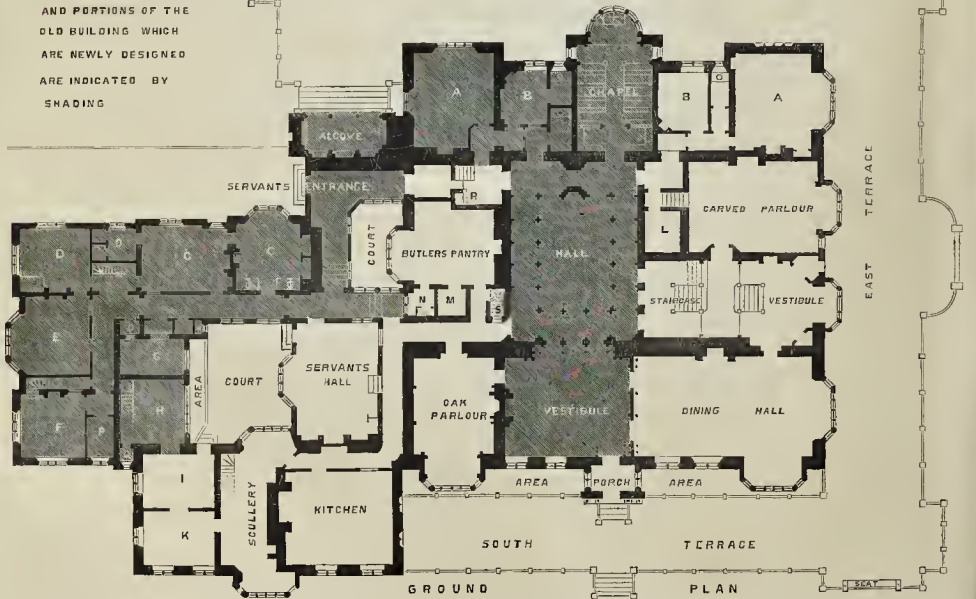 AND PORTIONS OF THE
OLD BUILDING WHICH
ARE NEWLY DESIGNED
ARE INDICATED BY
SHADING
A
B
CHAPEL
B
O
A
ALCOVE
SERVANTS ENTRANCE
R
CARVED PARLOUR
L
EAST TERRACE
D
O
C
C
COURT
BUTLERS PANTRY
HALL
N
M
S
STAIRCASE
VESTIBULE
E
G
AREA
COURT
SERVANTS
HALL
OAK
PARLOUR
VESTIBULE
DINING HALL
F
P
H
I
K
SCULLERY
KITCHEN
AREA
PORCH
AREA
SOUTH TERRACE
GROUND PLAN
SEAT